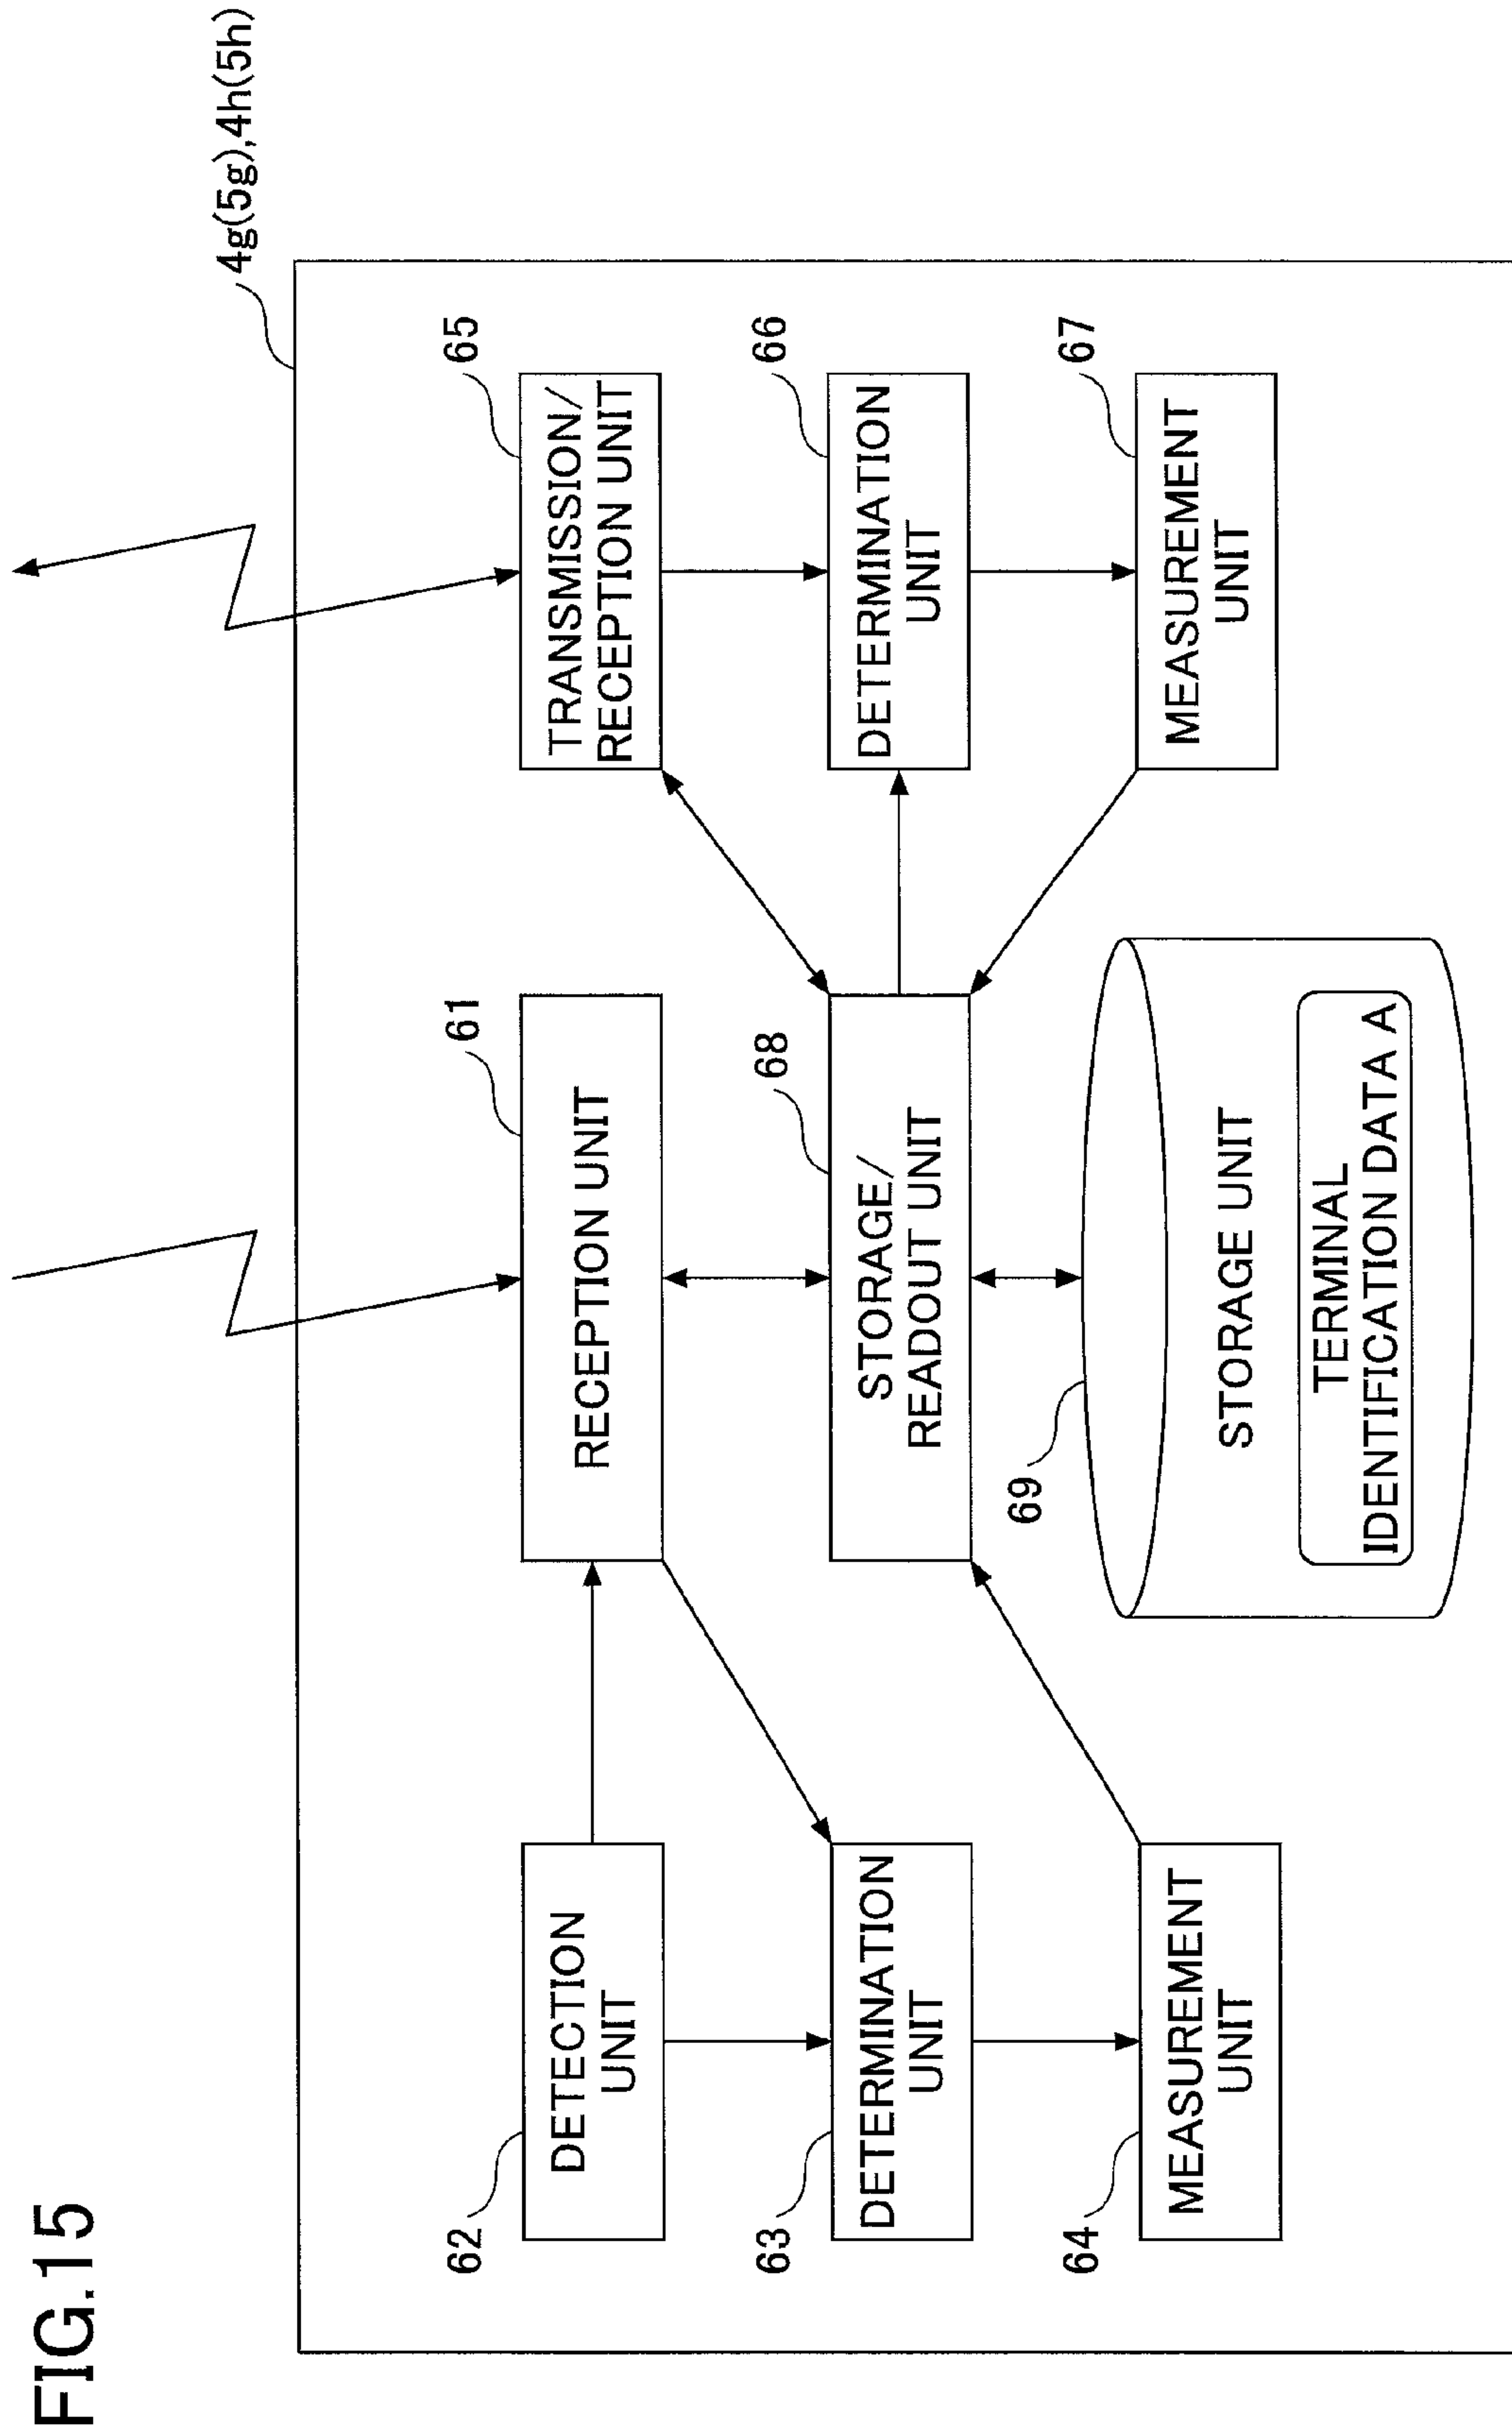 FIG.15
4g(5g),4h(5h)
62
DETECTION
UNIT
61
RECEPTION UNIT
65
TRANSMISSION/
RECEPTION UNIT
63
DETERMINATION
UNIT
68
STORAGE/
READOUT UNIT
66
DETERMINATION
UNIT
64
MEASUREMENT
UNIT
69
STORAGE UNIT
TERMINAL
IDENTIFICATION DATA A
67
MEASUREMENT
UNIT